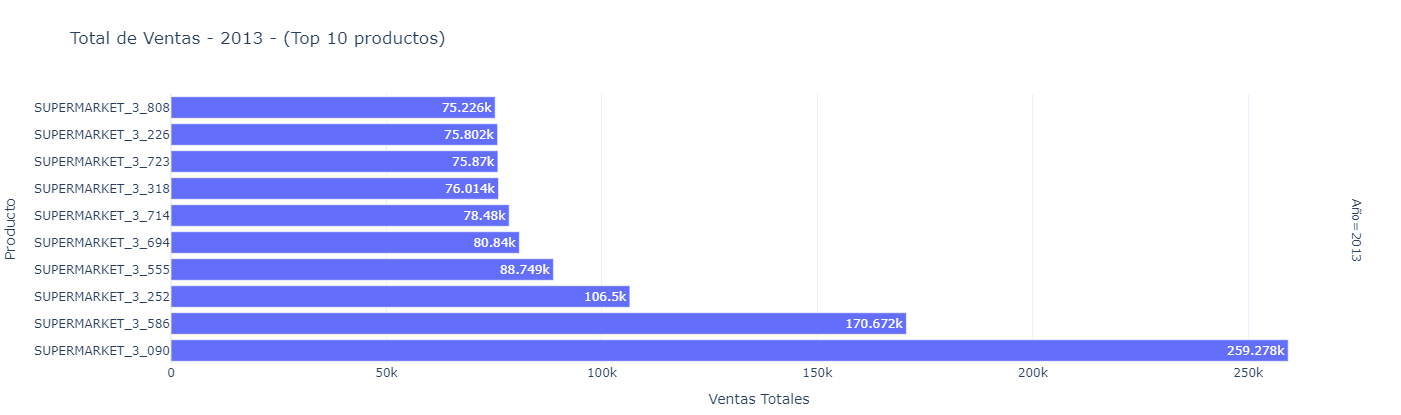 Total de Ventas - 2013 - (Top 10 productos)
Producto
SUPERMARKET_3_808 75.226k
SUPERMARKET_3_226 75.802k
SUPERMARKET_3_723 75.87k
SUPERMARKET_3_318 76.014k
SUPERMARKET_3_714 78.48k
SUPERMARKET_3_694 80.84k
SUPERMARKET_3_555 88.749k
SUPERMARKET_3_252 106.5k
SUPERMARKET_3_586 170.672k
SUPERMARKET_3_090 259.278k
0 50k 100k 150k 200k 250k
Ventas Totales
Año=2013